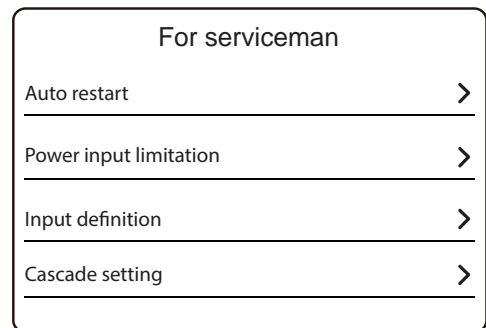 For serviceman
Auto restart
Power input limitation
Input definition
Cascade setting